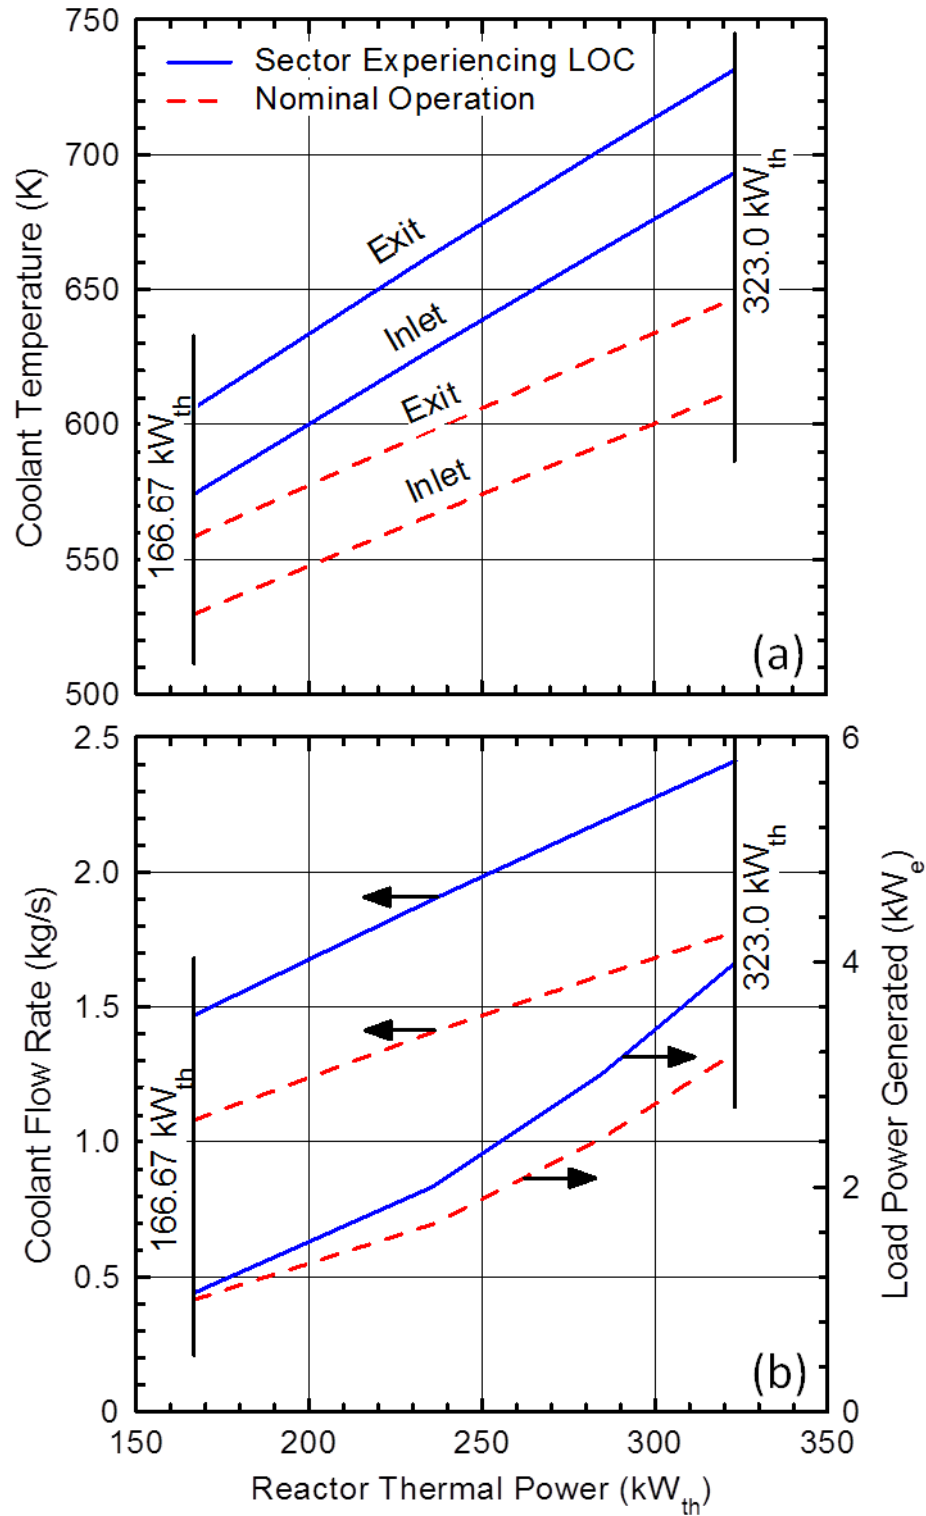 750
700
650
600
550
500
Coolant Temperature (K)
Sector Experiencing LOC
Nominal Operation
Exit
Inlet
Exit
Inlet
166.67 kWth
323.0 kWth
(a)
2.5
2.0
1.5
1.0
0.5
0
Coolant Flow Rate (kg/s)
6
4
2
0
Load Power Generated (kWe)
166.67 kWth
323.0 kWth
(b)
150 200 250 300 350
Reactor Thermal Power (kWth)